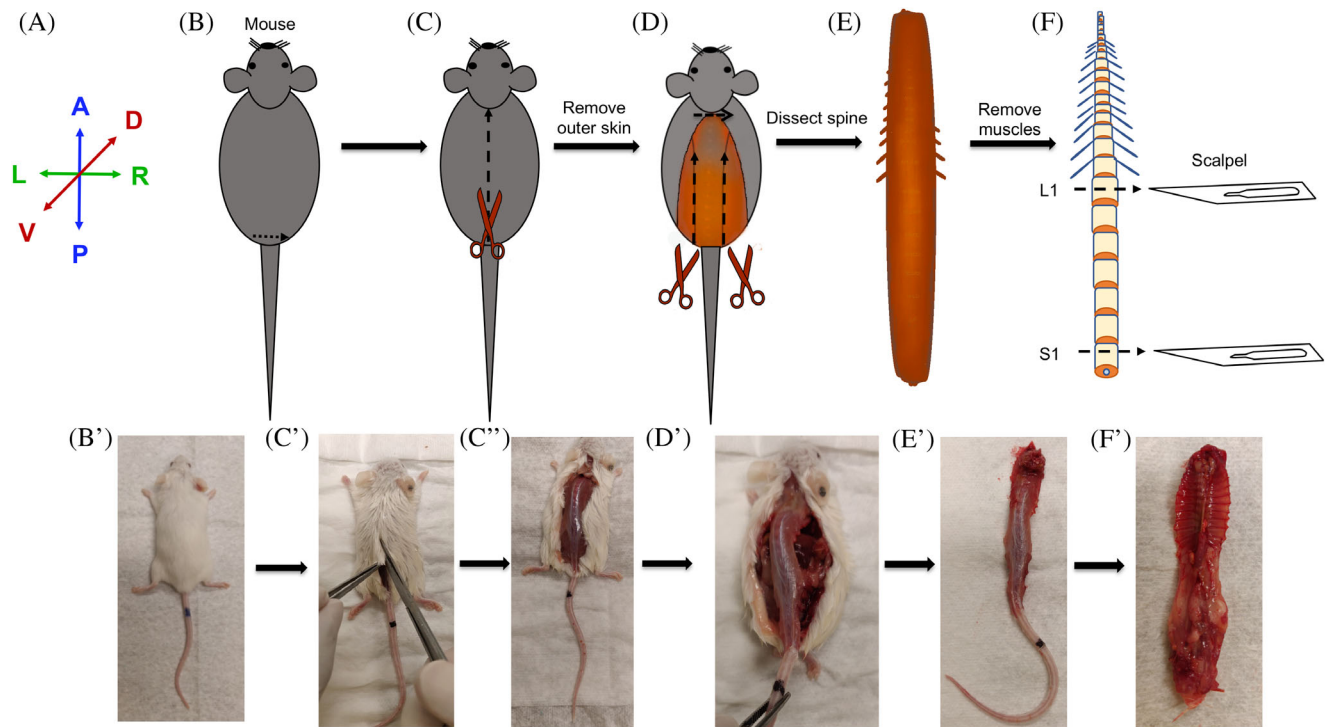 (A)
(B)
(C)
(D)
(E)
(F)
Mouse
A
D
L
R
V
P
Remove
outer skin
Dissect spine
Remove
muscles
Scalpel
L1
S1
(B’)
(C’)
(C’’)
(D’)
(E’)
(F’)